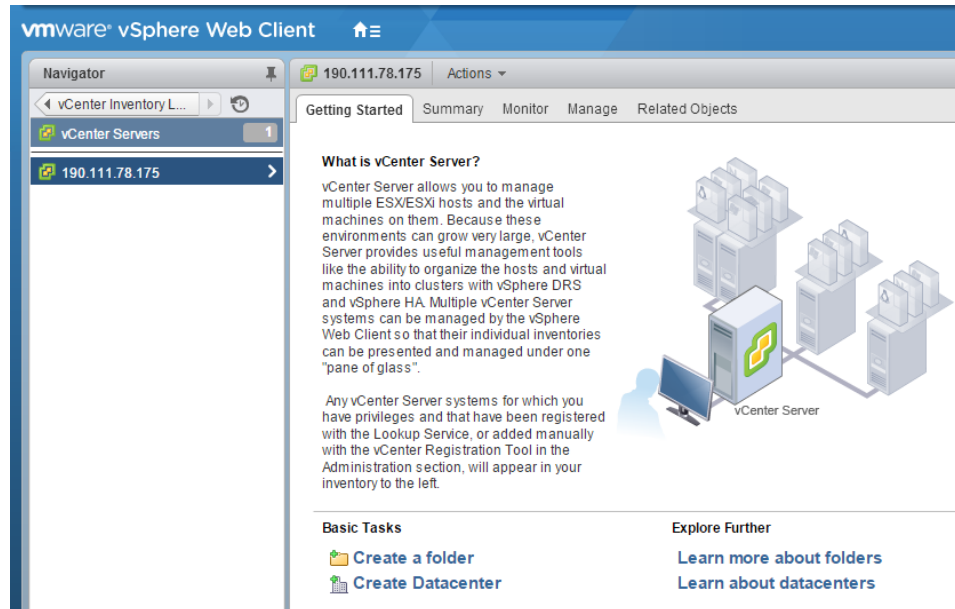 vmware® vSphere Web Client
Navigator
vCenter Inventory L...
vCenter Servers 1
190.111.78.175
190.111.78.175 Actions
Getting Started Summary Monitor Manage Related Objects
What is vCenter Server?
vCenter Server allows you to manage
multiple ESX/ESXi hosts and the virtual
machines on them. Because these
environments can grow very large, vCenter
Server provides useful management tools
like the ability to organize the hosts and virtual
machines into clusters with vSphere DRS
and vSphere HA. Multiple vCenter Server
systems can be managed by the vSphere
Web Client so that their individual inventories
can be presented and managed under one
"pane of glass".
Any vCenter Server systems for which you
have privileges and that have been registered
with the Lookup Service, or added manually
with the vCenter Registration Tool in the
Administration section, will appear in your
inventory to the left.
vCenter Server
Basic Tasks
Create a folder
Create Datacenter
Explore Further
Learn more about folders
Learn about datacenters